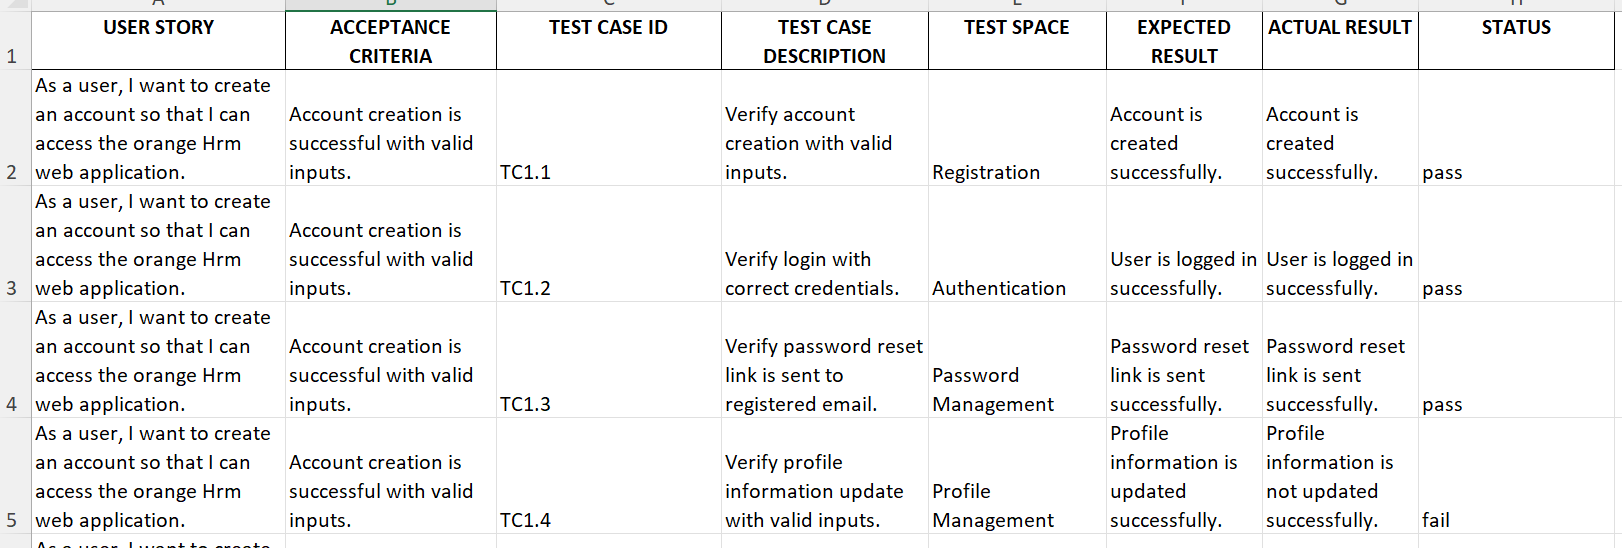 USER STORY
ACCEPTANCE
CRITERIA
TEST CASE ID
TEST CASE
DESCRIPTION
TEST SPACE
EXPECTED
RESULT
ACTUAL RESULT
STATUS
1
As a user, I want to create
an account so that I can
access the orange Hrm
web application.
Account creation is
successful with valid
inputs.
TC1.1
Verify account
creation with valid
inputs.
Registration
Account is
created
successfully.
Account is
created
successfully.
pass
2
As a user, I want to create
an account so that I can
access the orange Hrm
web application.
Account creation is
successful with valid
inputs.
TC1.2
Verify login with
correct credentials.
Authentication
User is logged in
successfully.
User is logged in
successfully.
pass
3
As a user, I want to create
an account so that I can
access the orange Hrm
web application.
Account creation is
successful with valid
inputs.
TC1.3
Verify password reset
link is sent to
registered email.
Password
Management
Password reset
link is sent
successfully.
Password reset
link is sent
successfully.
pass
4
As a user, I want to create
an account so that I can
access the orange Hrm
web application.
Account creation is
successful with valid
inputs.
TC1.4
Verify profile
information update
with valid inputs.
Profile
Management
Profile
information is
updated
successfully.
Profile
information is
not updated
successfully.
fail
5